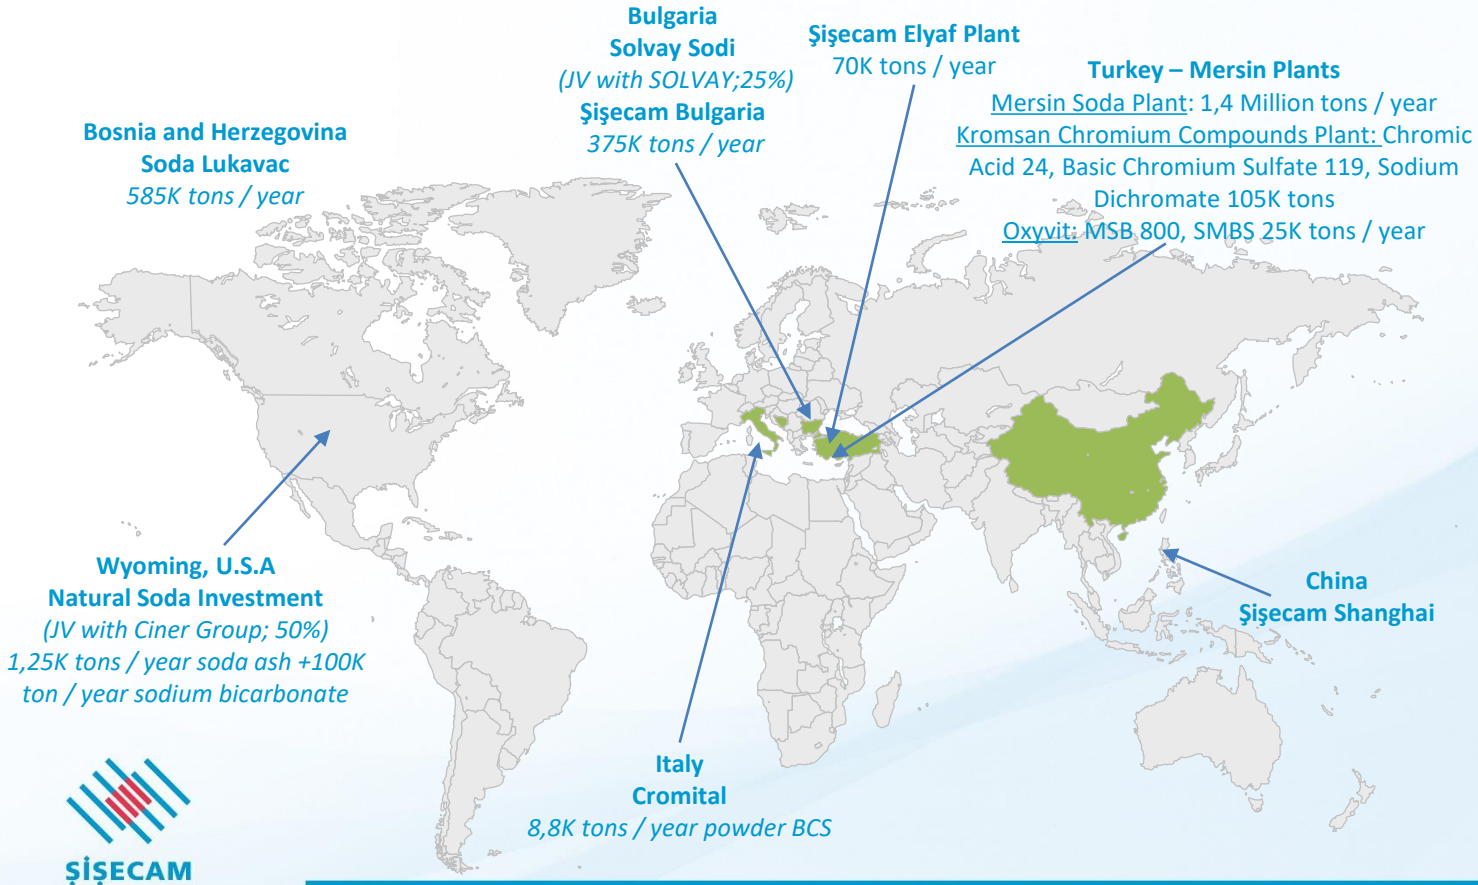 Bulgaria
Solvay Sodi
(JV with SOLVAY;25%)
Şişecam Bulgaria
375K tons / year
Şişecam Elyaf Plant
70K tons / year
Turkey – Mersin Plants
Mersin Soda Plant: 1,4 Million tons / year
Kromsan Chromium Compounds Plant: Chromic
Acid 24, Basic Chromium Sulfate 119, Sodium
Dichromate 105K tons
Oxyvit: MSB 800, SMBS 25K tons / year
Bosnia and Herzegovina
Soda Lukavac
585K tons / year
Wyoming, U.S.A
Natural Soda Investment
(JV with Ciner Group; 50%)
1,25K tons / year soda ash +100K
ton / year sodium bicarbonate
China
Şişecam Shanghai
Italy
Cromital
8,8K tons / year powder BCS
ŞİŞECAM